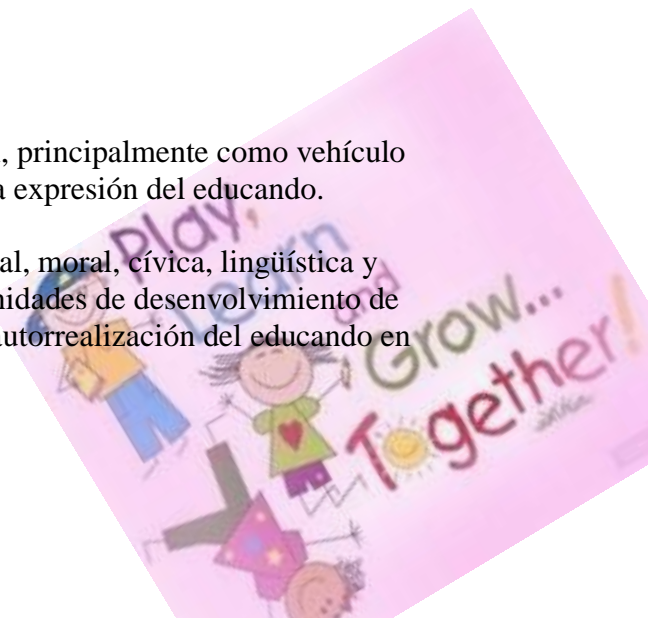 , principalmente como vehículo
a expresión del educando.
al, moral, cívica, lingüística y
nidades de desenvolvimiento de
autorrealización del educando en
Play,
Learn
and
Grow...
Together!